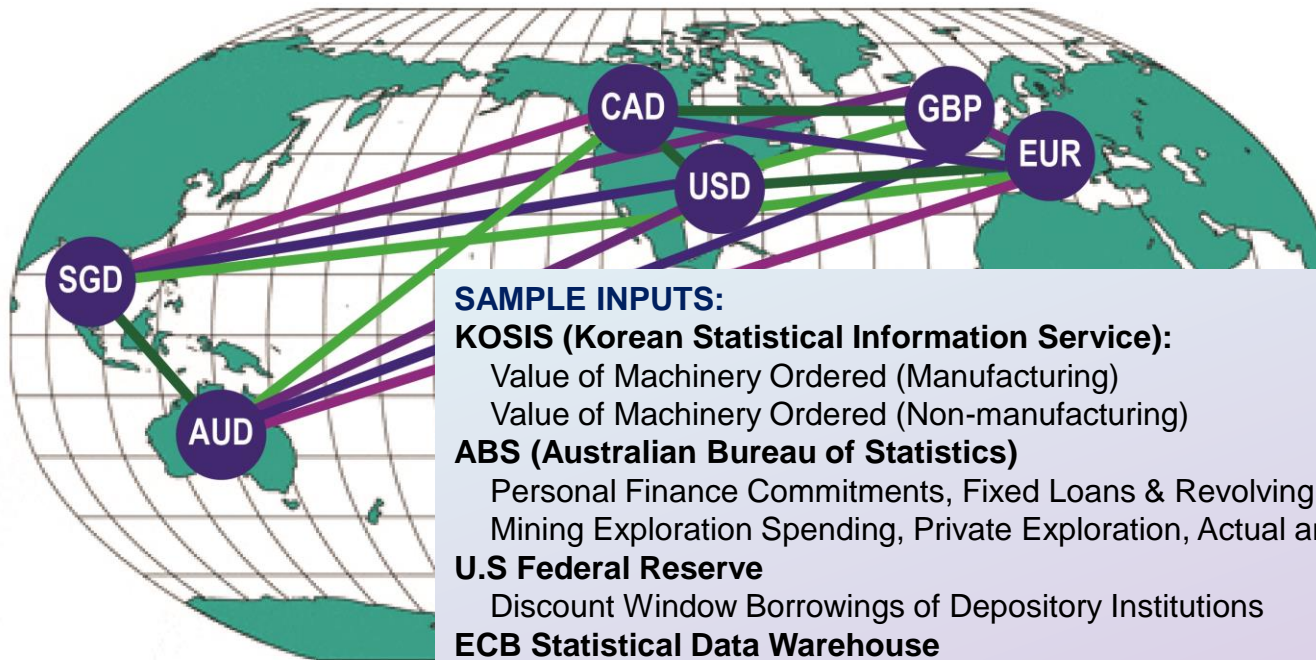 CAD
GBP
EUR
USD
SGD
AUD
SAMPLE INPUTS:
KOSIS (Korean Statistical Information Service):
Value of Machinery Ordered (Manufacturing)
Value of Machinery Ordered (Non-manufacturing)
ABS (Australian Bureau of Statistics)
Personal Finance Commitments, Fixed Loans & Revolving
Mining Exploration Spending, Private Exploration, Actual
U.S Federal Reserve
Discount Window Borrowings of Depository Institutions
ECB Statistical Data Warehouse